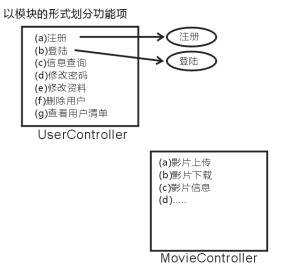 以模块的形式划分功能项
(a)注册
注册
(b)登陆
登陆
(c)信息查询
(d)修改密码
(e)修改资料
(f)删除用户
(g)查看用户清单
UserController
(a)影片上传
(b)影片下载
(c)影片信息
(d).....
MovieController